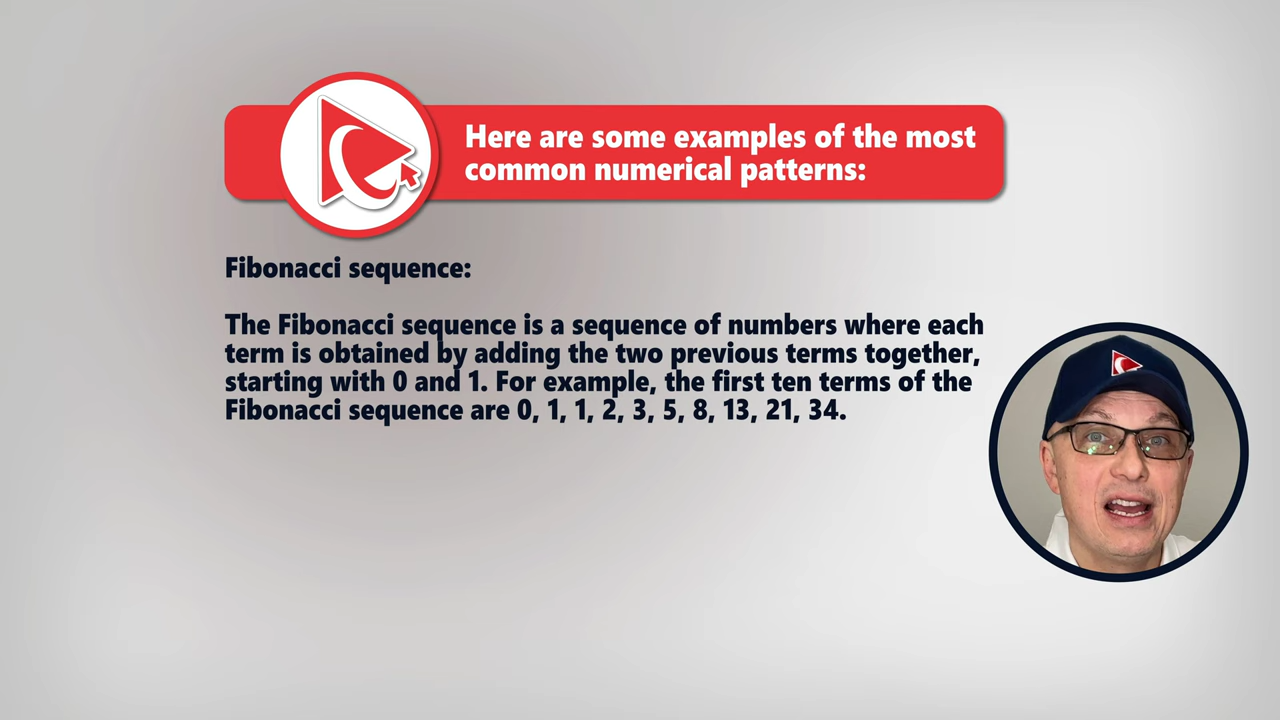 Here are some examples of the most
common numerical patterns:
Fibonacci sequence:
The Fibonacci sequence is a sequence of numbers where each
term is obtained by adding the two previous terms together,
starting with 0 and 1. For example, the first ten terms of the
Fibonacci sequence are 0, 1, 1, 2, 3, 5, 8, 13, 21, 34.